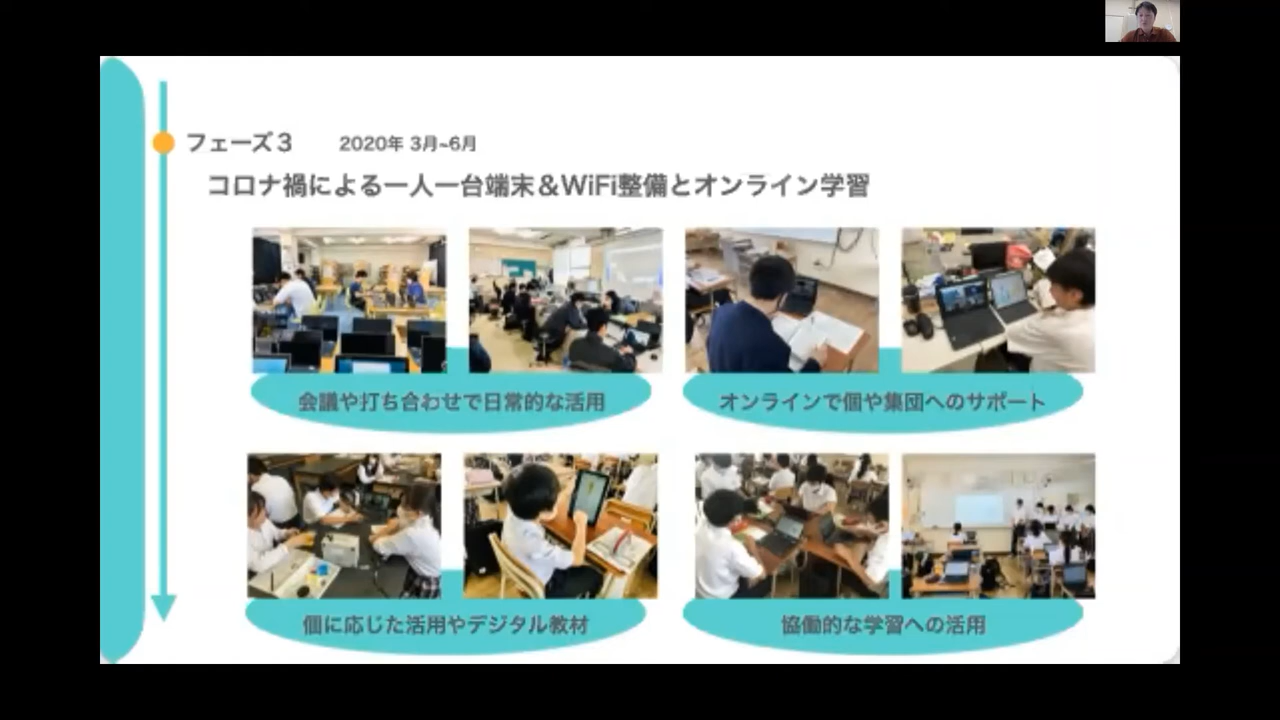 フェーズ3 2020年 3月~6月
コロナ禍による一人一台端末&WiFi整備とオンライン学習
会議や打ち合わせで日常的な活用
オンラインで個や集団へのサポート
個に応じた活用やデジタル教材
協働的な学習への活用